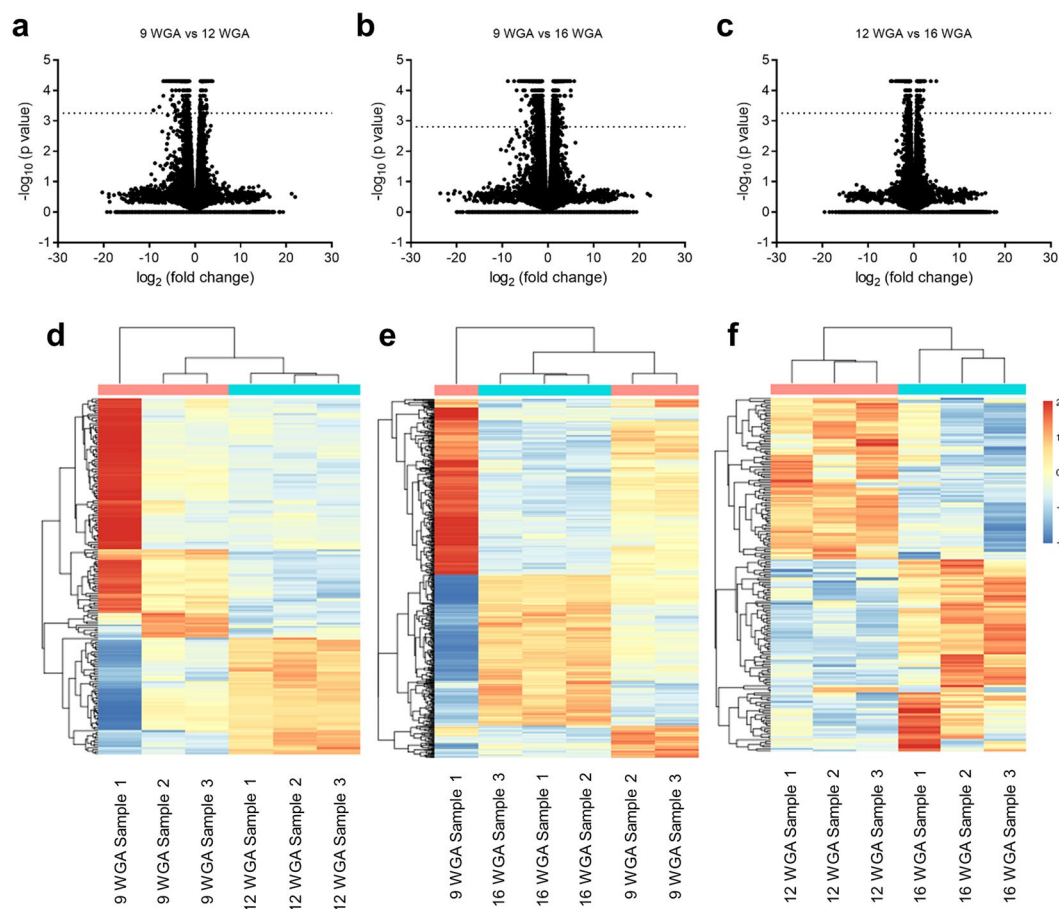 a
9 WGA vs 12 WGA
b
9 WGA vs 16 WGA
c
12 WGA vs 16 WGA
-log10 (p value)
5
4
3
2
1
0
-1
-30 -20 -10 0 10 20 30
log2 (fold change)
-log10 (p value)
5
4
3
2
1
0
-1
-30 -20 -10 0 10 20 30
log2 (fold change)
-log10 (p value)
5
4
3
2
1
0
-1
-30 -20 -10 0 10 20 30
log2 (fold change)
d
9 WGA Sample 1
9 WGA Sample 2
9 WGA Sample 3
12 WGA Sample 1
12 WGA Sample 2
12 WGA Sample 3
e
9 WGA Sample 1
16 WGA Sample 3
16 WGA Sample 1
16 WGA Sample 2
9 WGA Sample 2
9 WGA Sample 3
f
12 WGA Sample 1
12 WGA Sample 2
12 WGA Sample 3
16 WGA Sample 1
16 WGA Sample 2
16 WGA Sample 3
2